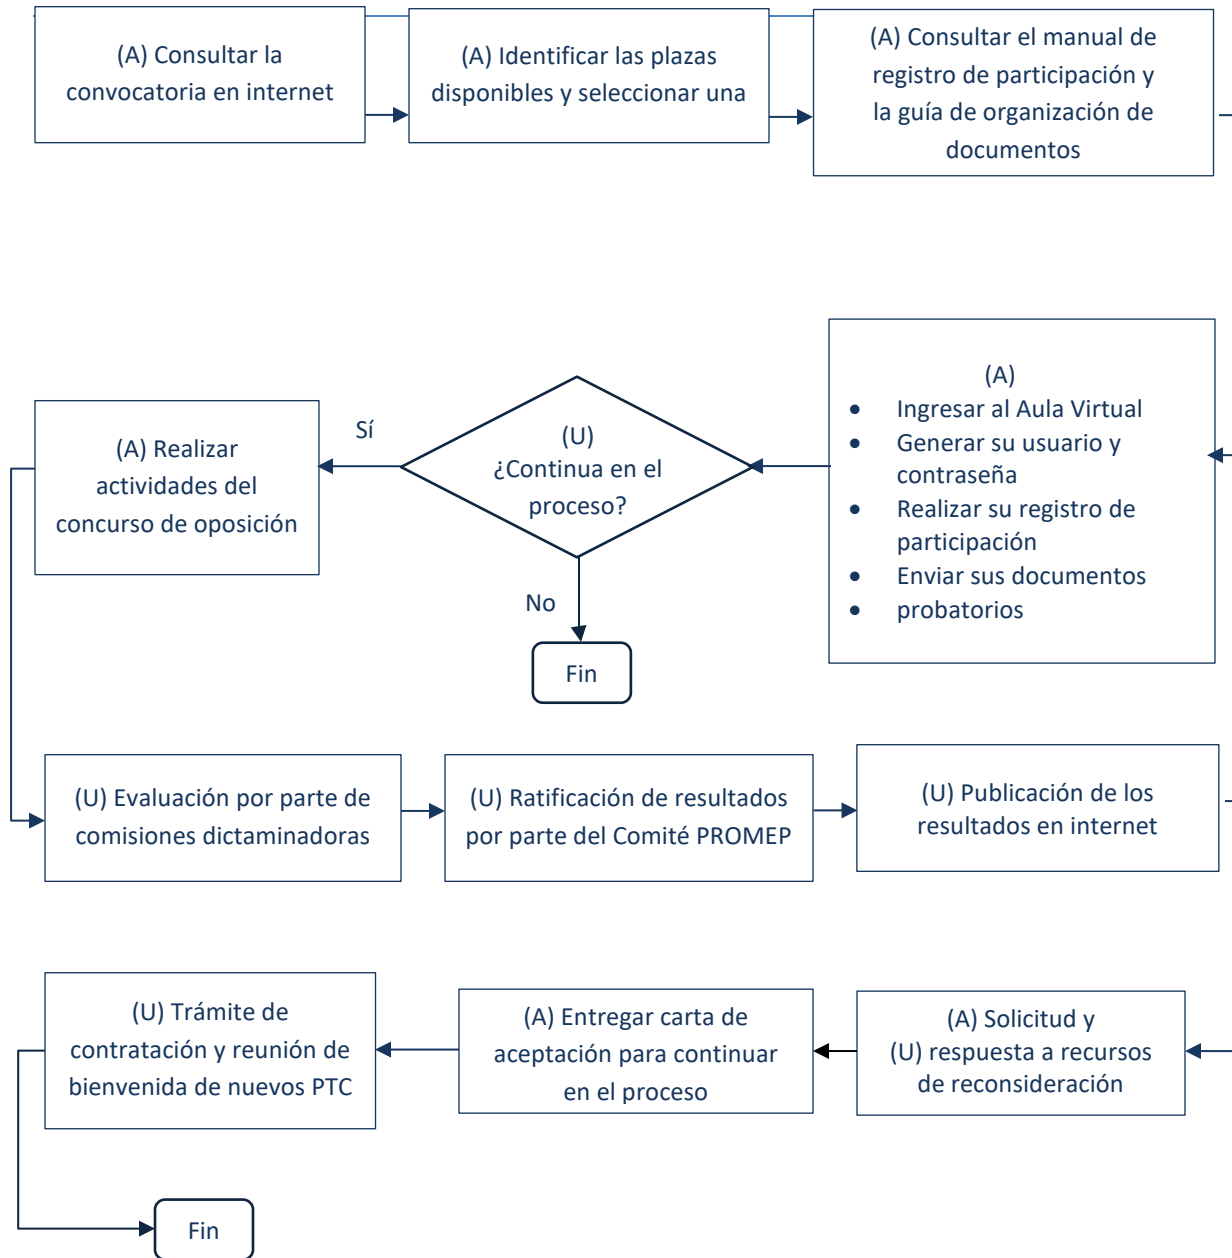 (A) Consultar la
convocatoria en internet
(A) Identificar las plazas
disponibles y seleccionar una
(A) Consultar el manual de
registro de participación y
la guía de organización de
documentos
(A)
• Ingresar al Aula Virtual
• Generar su usuario y
contraseña
• Realizar su registro de
participación
• Enviar sus documentos
• probatorios
(U)
¿Continua en el
proceso?
Sí
No
Fin
(A) Realizar
actividades del
concurso de oposición
(U) Evaluación por parte de
comisiones dictaminadoras
(U) Ratificación de resultados
por parte del Comité PROMEP
(U) Publicación de los
resultados en internet
(A) Solicitud y
(U) respuesta a recursos
de reconsideración
(A) Entregar carta de
aceptación para continuar
en el proceso
(U) Trámite de
contratación y reunión de
bienvenida de nuevos PTC
Fin